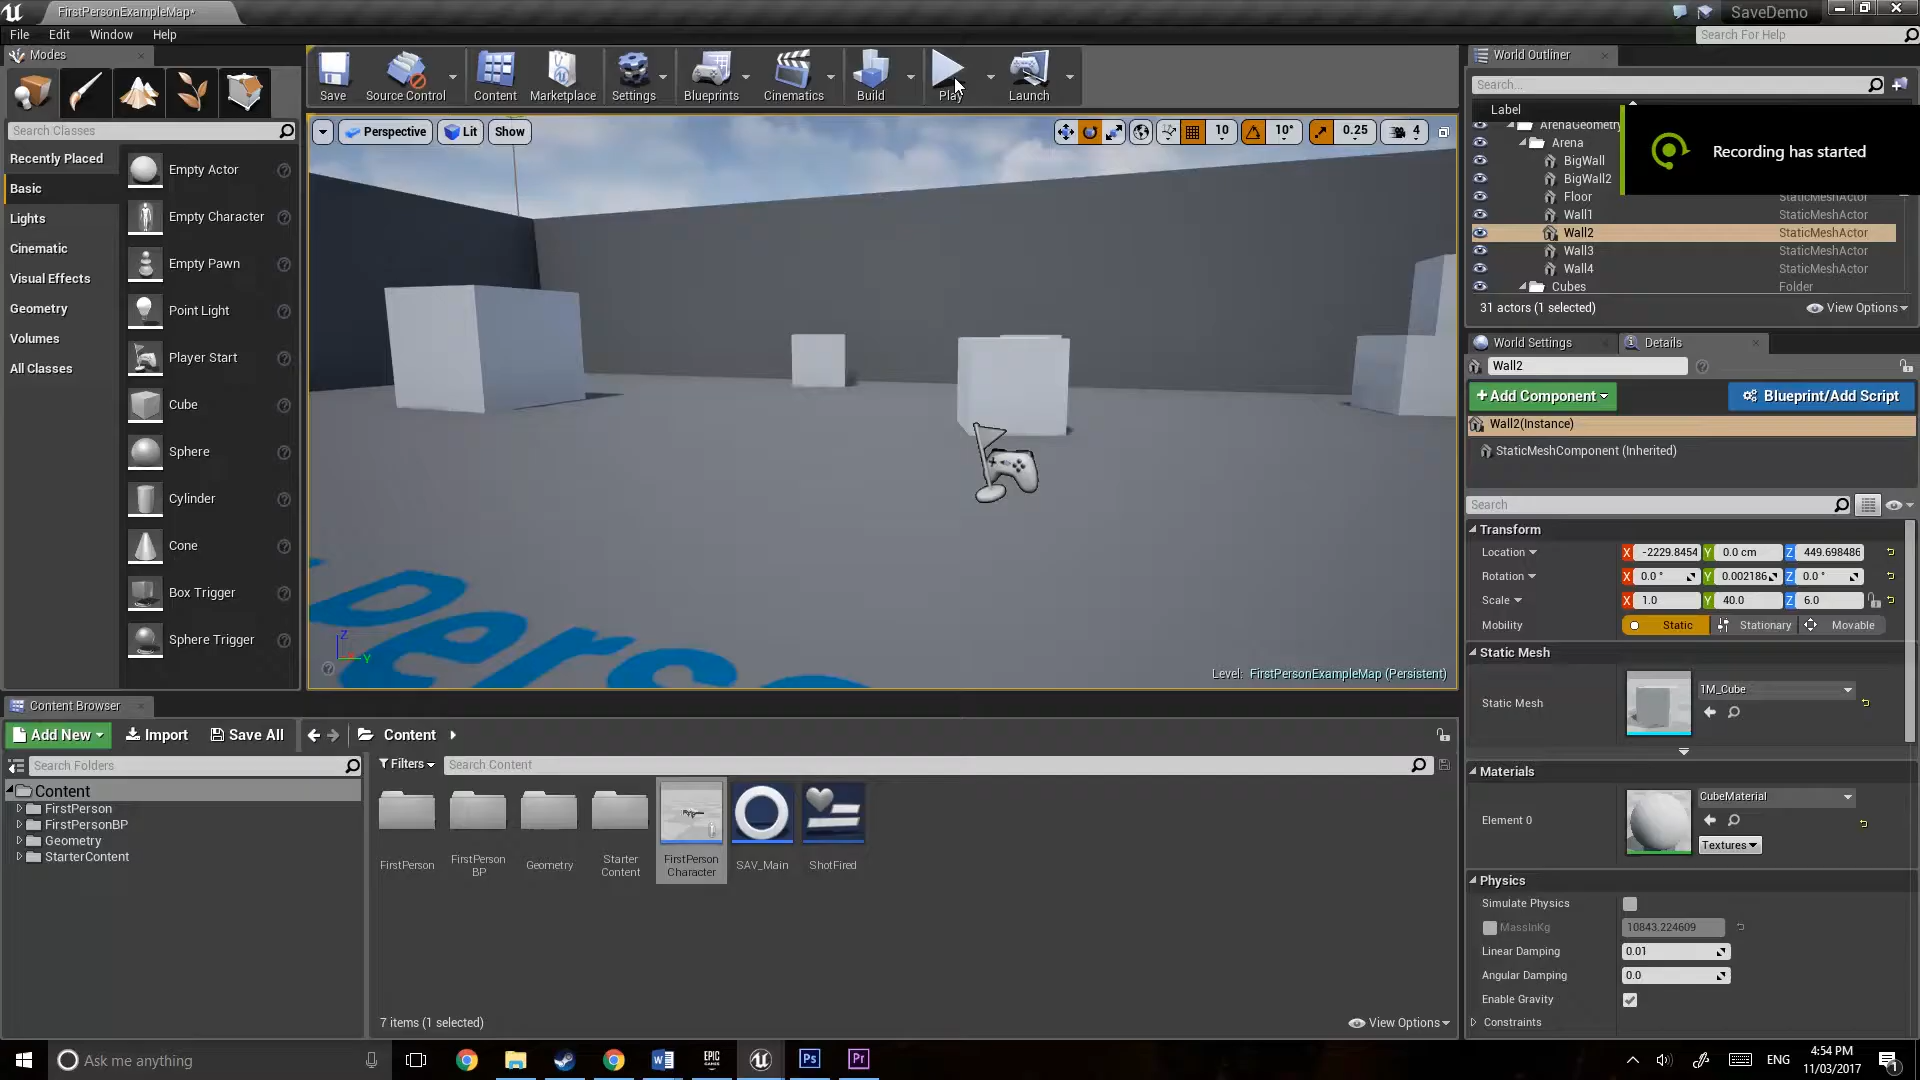 FirstPersonExampleMap*
SaveDemo
File Edit Window Help
Search For Help
Modes
Save
Source Control
Content
Marketplace
Settings
Blueprints
Cinematics
Build
Play
Launch
World Outliner
Search...
Label
Search Classes
Perspective
Lit
Show
10
10°
0.25
4
ArenaGeometry
Arena
Recording has started
BigWall
BigWall2
Floor StaticMeshActor
Wall1 StaticMeshActor
Wall2 StaticMeshActor
Wall3 StaticMeshActor
Wall4 StaticMeshActor
Cubes Folder
31 actors (1 selected)
View Options
Recently Placed
Basic
Lights
Cinematic
Visual Effects
Geometry
Volumes
All Classes
Empty Actor
Empty Character
Empty Pawn
Point Light
Player Start
Cube
Sphere
Cylinder
Cone
Box Trigger
Sphere Trigger
pers
Z
Y
Level: FirstPersonExampleMap (Persistent)
World Settings
Details
Wall2
+Add Component
Blueprint/Add Script
Wall2(Instance)
StaticMeshComponent (Inherited)
Search
Transform
Location X -2229.8454 Y 0.0 cm Z 449.698486
Rotation X 0.0 ° Y 0.002186 Z 0.0 °
Scale X 1.0 Y 40.0 Z 6.0
Mobility Static Stationary Movable
Static Mesh
Static Mesh
1M_Cube
Materials
Element 0
CubeMaterial
Textures
Physics
Simulate Physics
MassInKg 10843.224609
Linear Damping 0.01
Angular Damping 0.0
Enable Gravity
Constraints
Content Browser
Add New
Import
Save All
Content
Search Folders
Filters
Search Content
Content
FirstPerson
FirstPersonBP
Geometry
StarterContent
FirstPerson
FirstPerson
BP
Geometry
Starter
Content
FirstPerson
Character
SAV_Main
ShotFired
7 items (1 selected)
View Options
Ask me anything
EPIC
GAMES
Ps
Pr
ENG
4:54 PM
11/03/2017
1